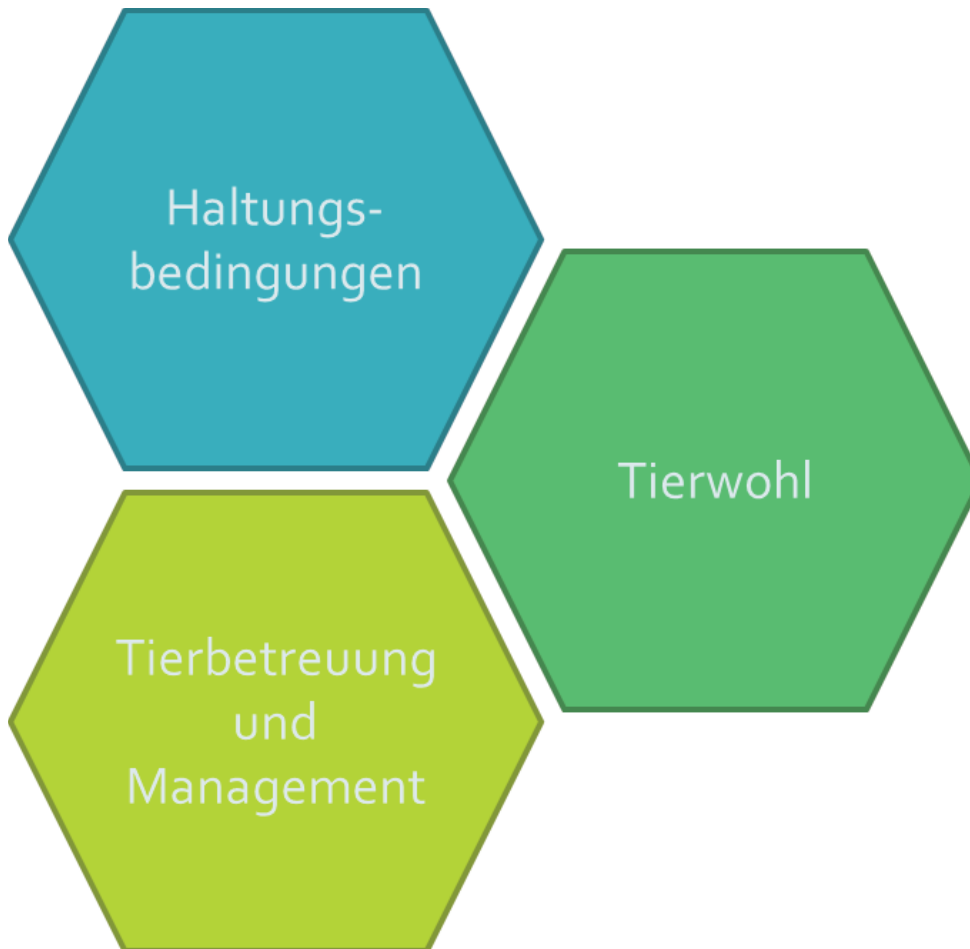 Haltungs-
bedingungen
Tierwohl
Tierbetreuung
und
Management